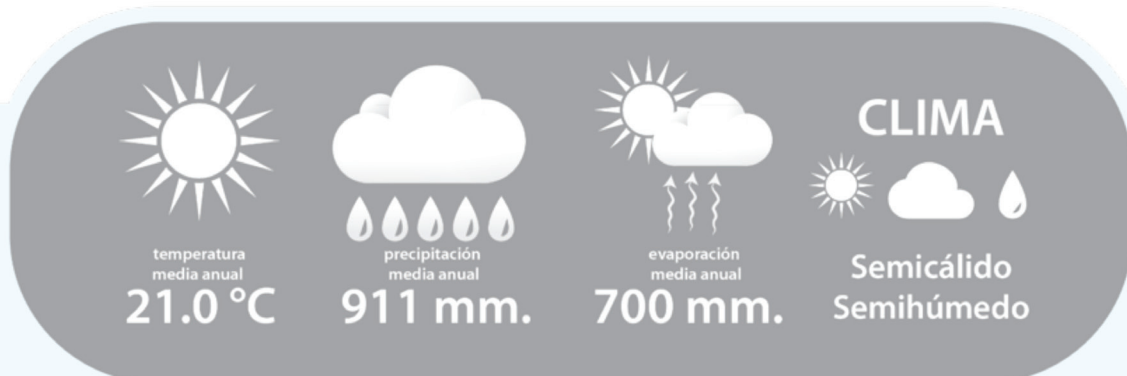 temperatura
media anual
21.0 °C
precipitación
media anual
911 mm.
evaporación
media anual
700 mm.
CLIMA
Semicálido
Semihúmedo